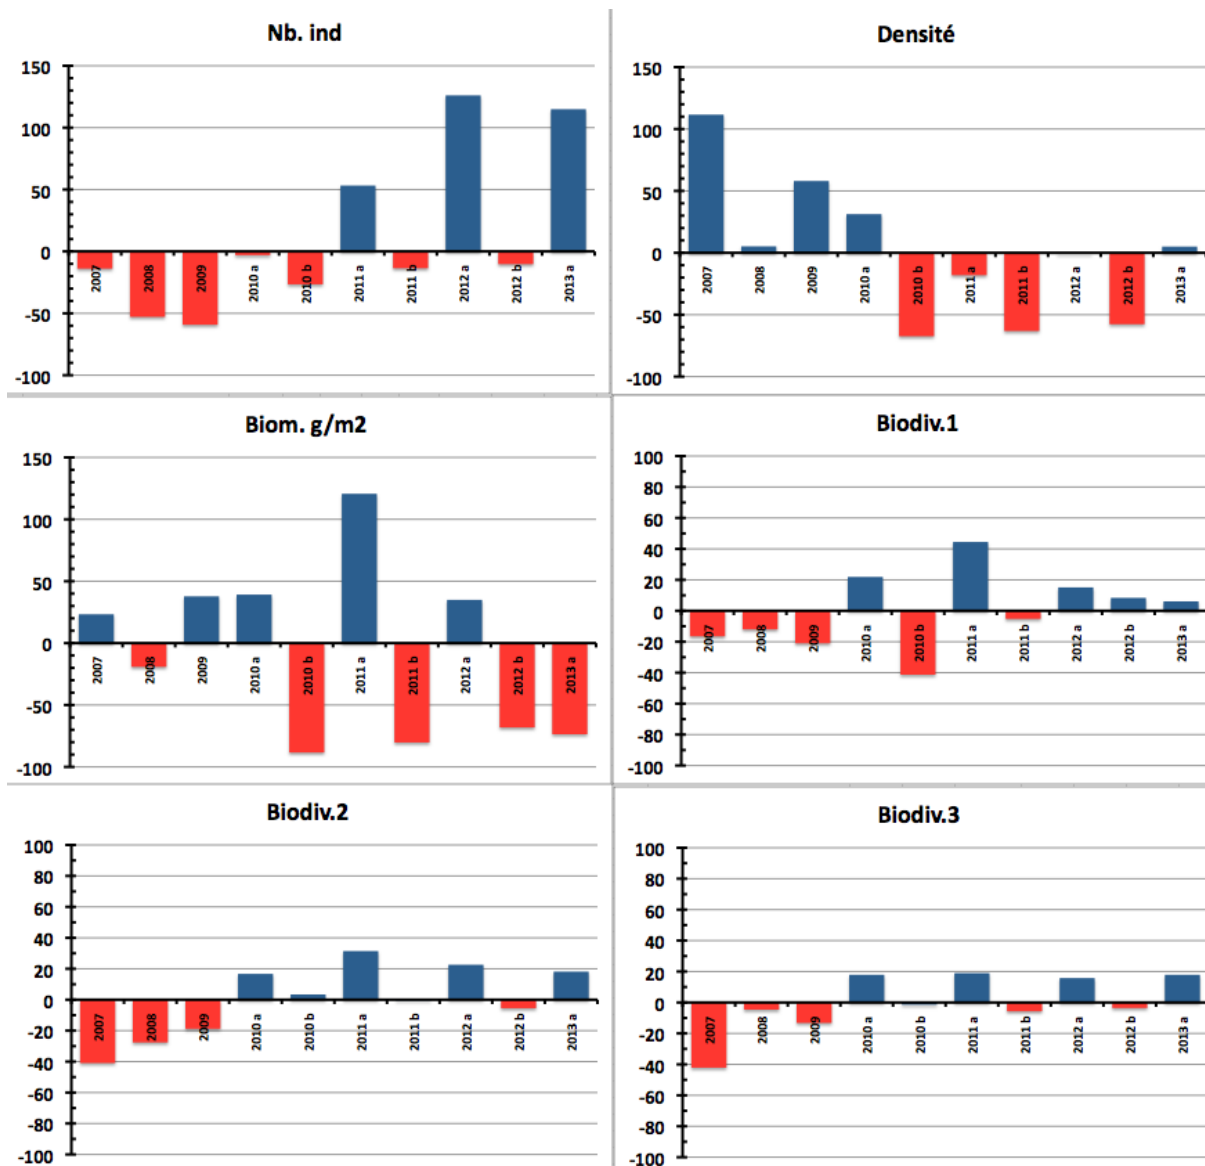 Nb. ind
150
100
50
0
-50
-100
2007
2008
2009
2010 a
2010 b
2011 a
2011 b
2012 a
2012 b
2013 a
Densité
150
100
50
0
-50
-100
2007
2008
2009
2010 a
2010 b
2011 a
2011 b
2012 a
2012 b
2013 a
Biom. g/m2
150
100
50
0
-50
-100
2007
2008
2009
2010 a
2010 b
2011 a
2011 b
2012 a
2012 b
2013 a
Biodiv.1
100
80
60
40
20
0
-20
-40
-60
-80
-100
2007
2008
2009
2010 a
2010 b
2011 a
2011 b
2012 a
2012 b
2013 a
Biodiv.2
100
80
60
40
20
0
-20
-40
-60
-80
-100
2007
2008
2009
2010 a
2010 b
2011 a
2011 b
2012 a
2012 b
2013 a
Biodiv.3
100
80
60
40
20
0
-20
-40
-60
-80
-100
2007
2008
2009
2010 a
2010 b
2011 a
2011 b
2012 a
2012 b
2013 a